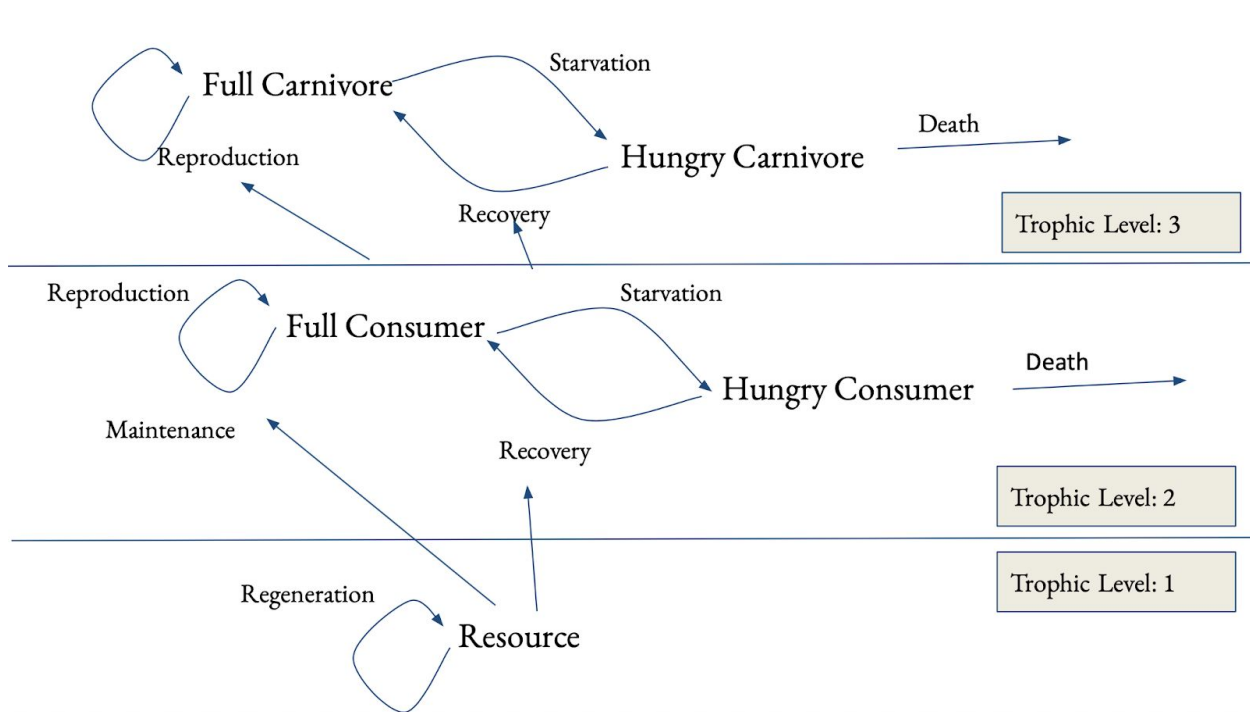 Starvation
Full Carnivore
Death
Reproduction
Hungry Carnivore
Recovery
Trophic Level: 3
Reproduction
Starvation
Full Consumer
Death
Hungry Consumer
Maintenance
Recovery
Trophic Level: 2
Trophic Level: 1
Regeneration
Resource